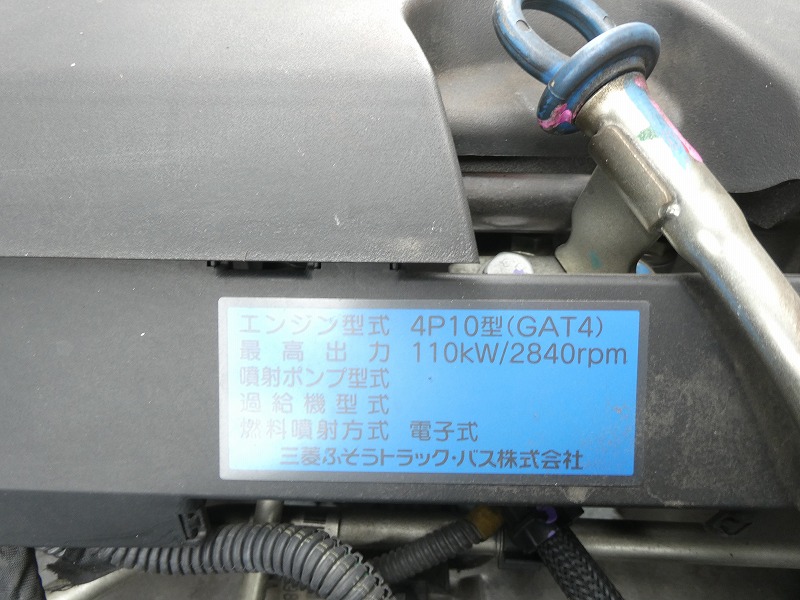 エンジン型式 4P10型(GAT4)
最高出力 110kW/2840rpm
噴射ポンプ型式
過給機型式
燃料噴射方式 電子式
三菱ふそうトラック・バス株式会社